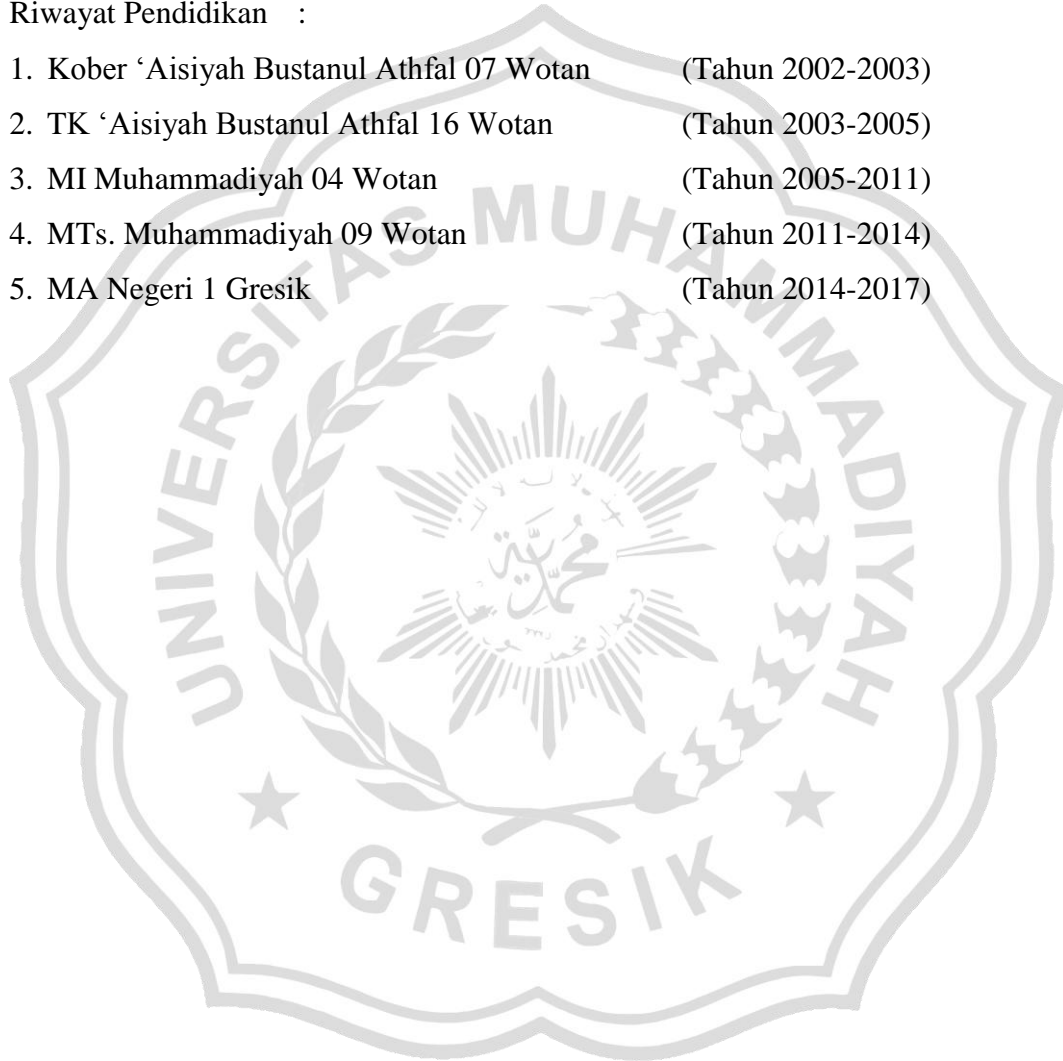 Riwayat Pendidikan :
1. Kober ‘Aisiyah Bustanul Athfal 07 Wotan (Tahun 2002-2003)
2. TK ‘Aisiyah Bustanul Athfal 16 Wotan (Tahun 2003-2005)
3. MI Muhammadiyah 04 Wotan (Tahun 2005-2011)
4. MTs. Muhammadiyah 09 Wotan (Tahun 2011-2014)
5. MA Negeri 1 Gresik (Tahun 2014-2017)
UNIVERSITAS MUHAMMADIYAH
GRESIK